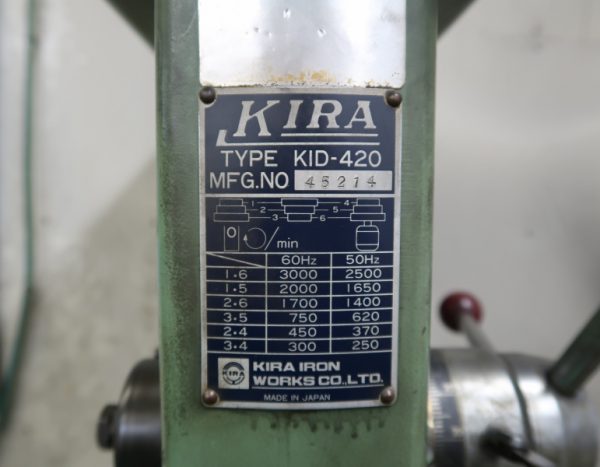 KIRA
TYPE KID-420
MFG.NO 45214
1 4
2 5
3 6
/min
60Hz 50Hz
1·6 3000 2500
1·5 2000 1650
2·6 1700 1400
3·5 750 620
2·4 450 370
3·4 300 250
KIRA KIRA IRON
WORKS CO.,LTD.
MADE IN JAPAN